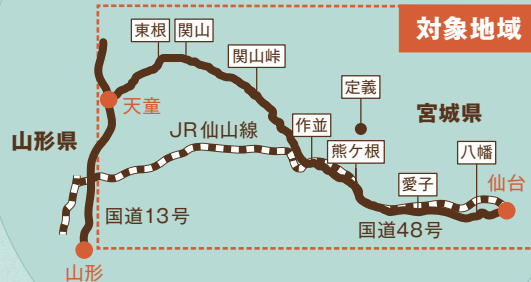 対象地域
東根
関山
関山峠
定義
天童
宮城県
山形県
JR仙山線
作並
熊ケ根
八幡
愛子
仙台
国道13号
国道48号
山形